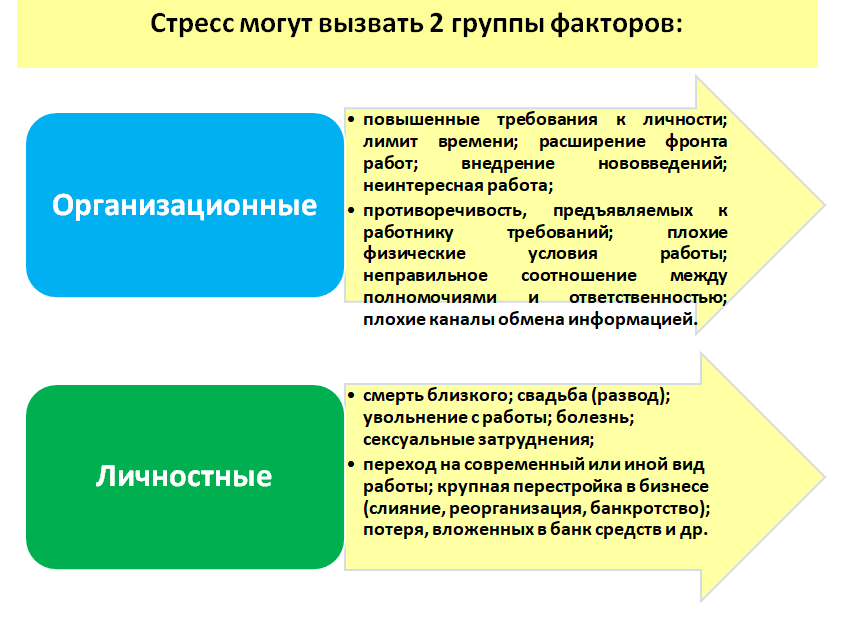 Стресс могут вызвать 2 группы факторов:
Организационные
• повышенные требования к личности;
лимит времени; расширение фронта
работ; внедрение нововведений;
неинтересная работа;
• противоречивость, предъявляемых к
работнику требований; плохие
физические условия работы;
неправильное соотношение между
полномочиями и ответственностью;
плохие каналы обмена информацией.
Личностные
• смерть близкого; свадьба (развод);
увольнение с работы; болезнь;
сексуальные затруднения;
• переход на современный или иной вид
работы; крупная перестройка в бизнесе
(слияние, реорганизация, банкротство);
потеря, вложенных в банк средств и др.